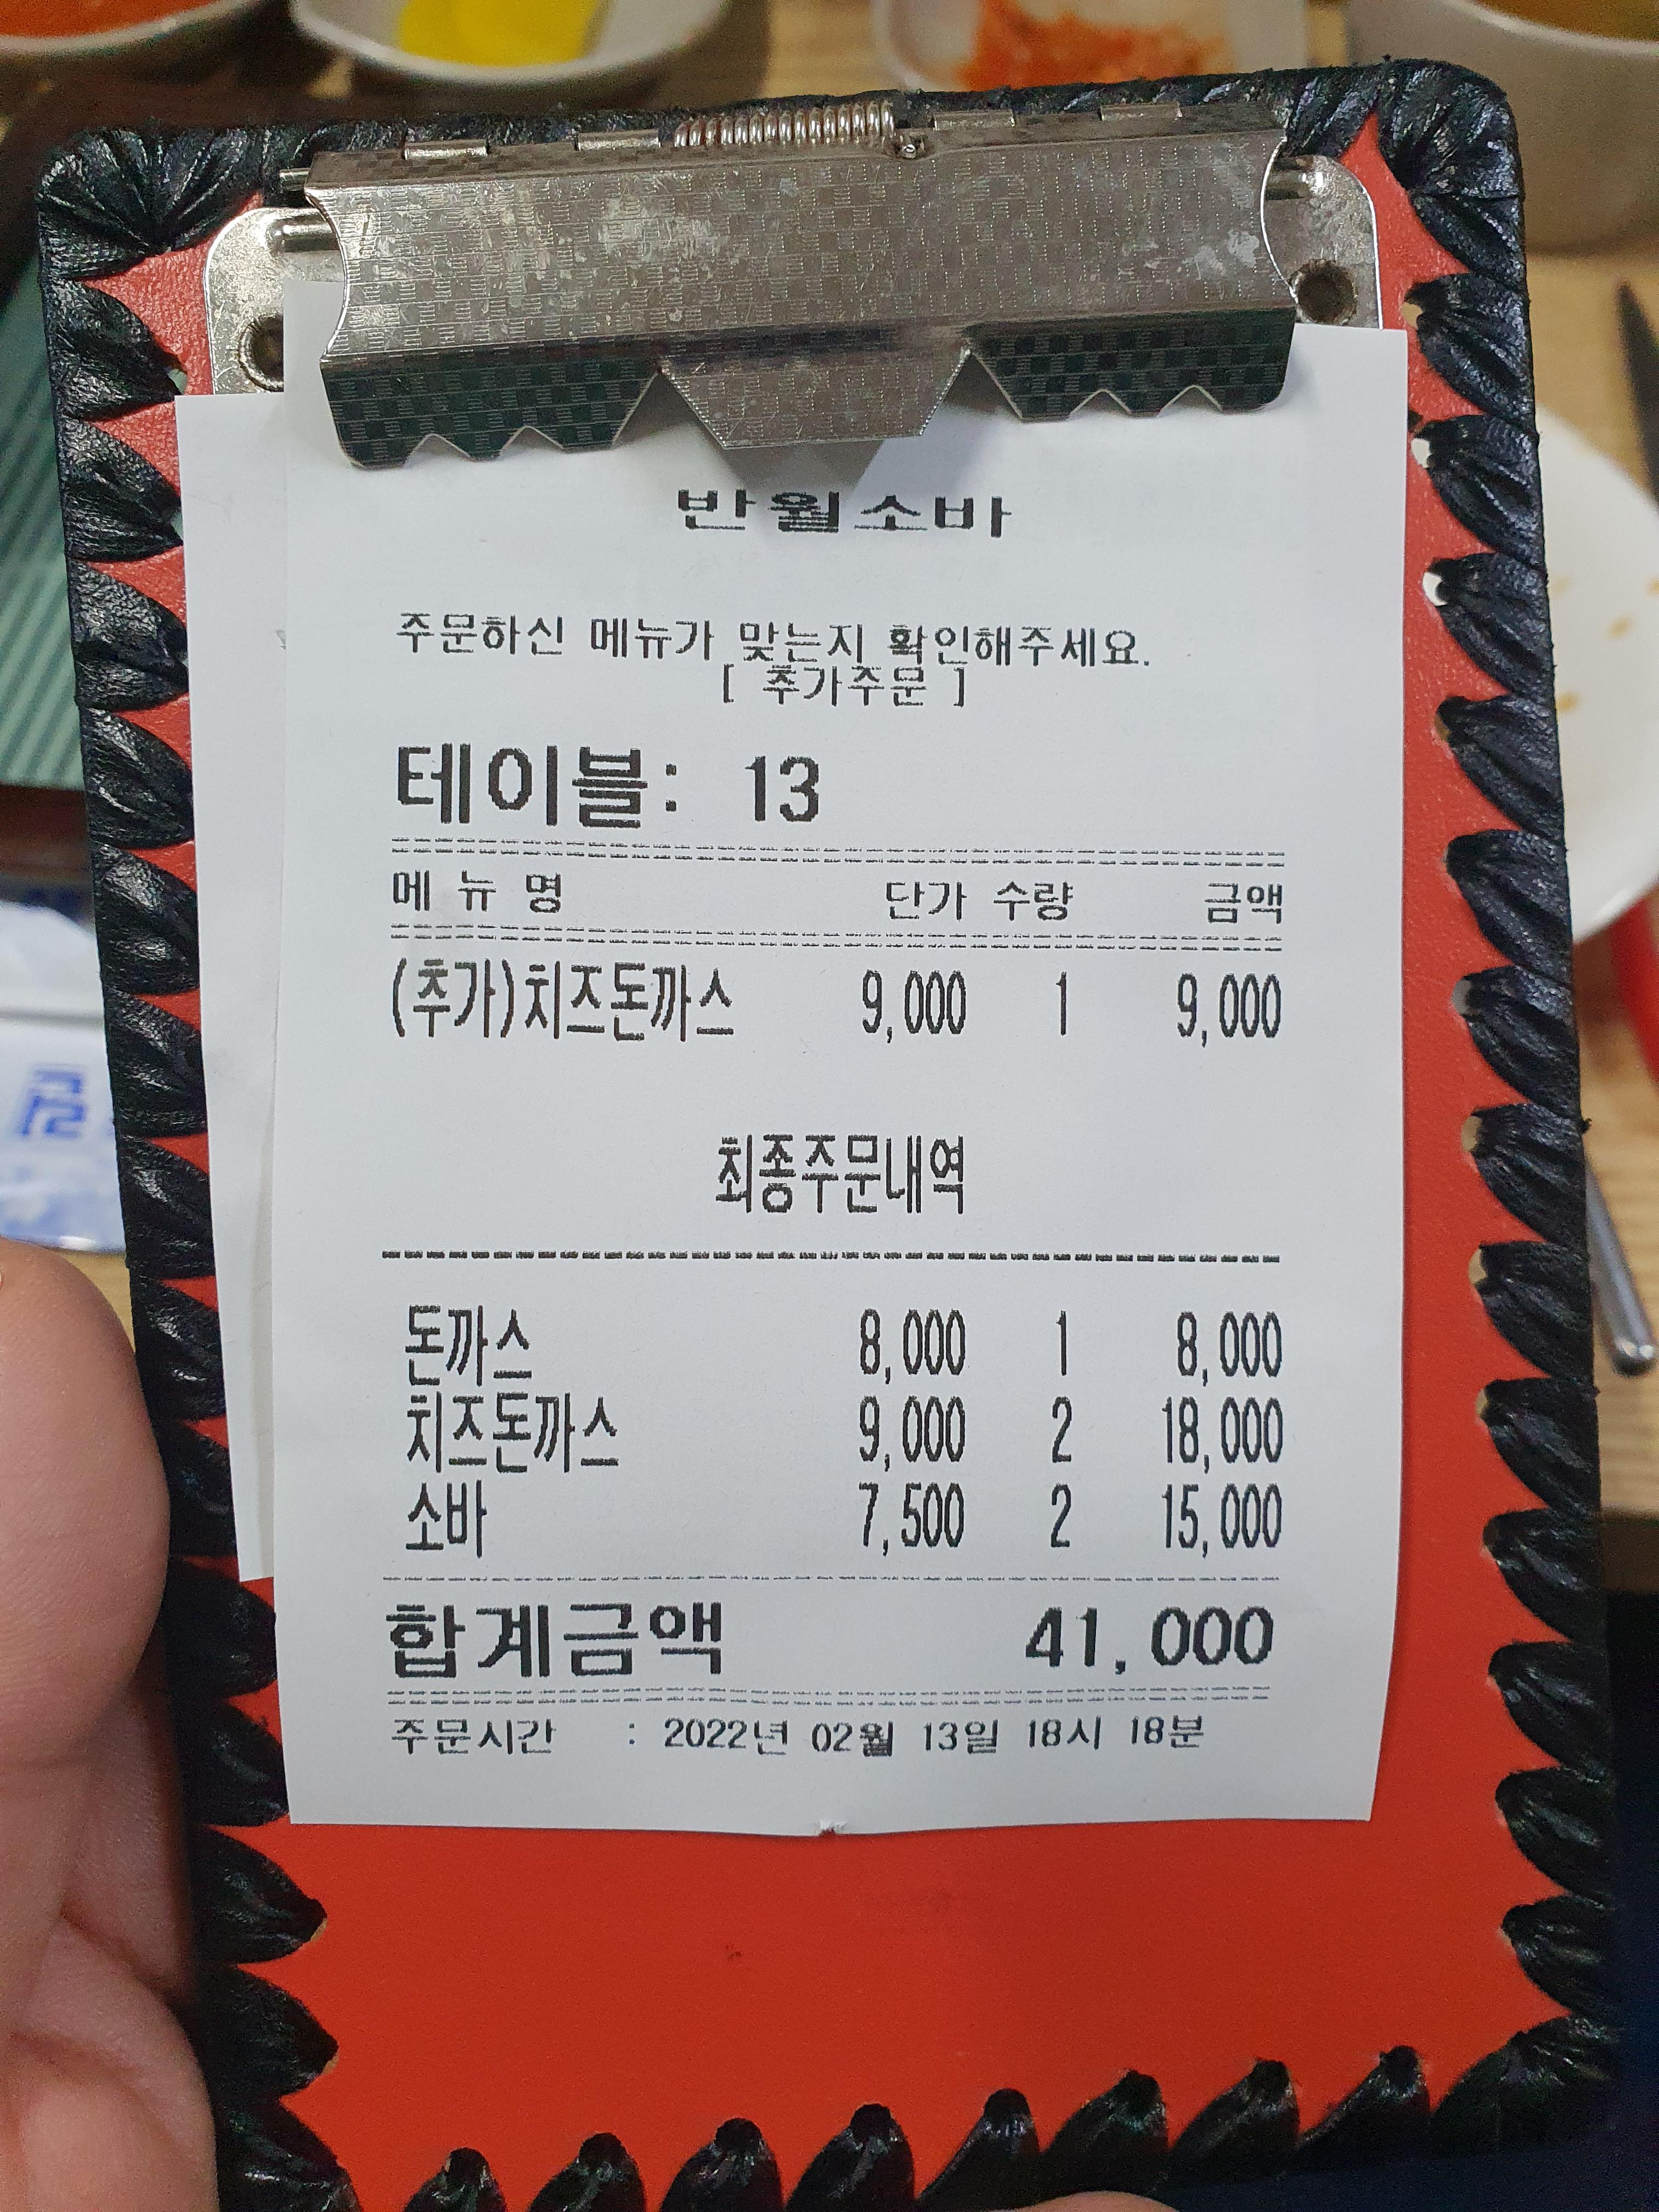 반월소바
주문하신 메뉴가 맞는지 확인해주세요.
[ 추가주문 ]
테이블: 13
메 뉴 명 단가 수량 금액
(추가)치즈돈까스 9,000 1 9,000
최종주문내역
돈까스 8,000 1 8,000
치즈돈까스 9,000 2 18,000
소바 7,500 2 15,000
합계금액 41,000
주문시간 : 2022년 02월 13일 18시 18분